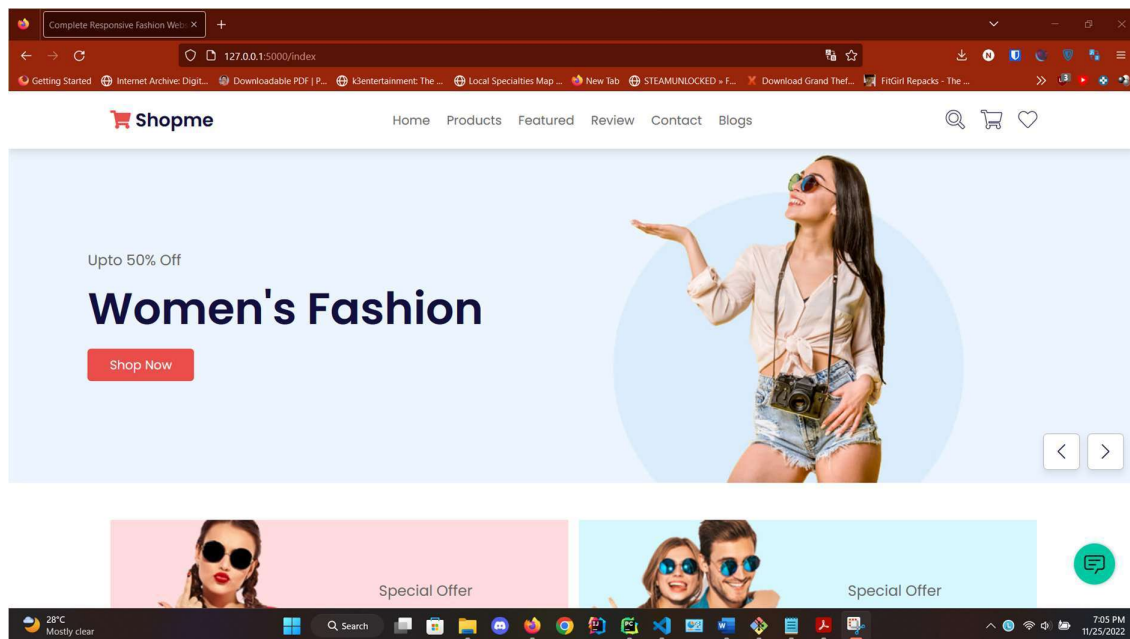 Complete Responsive Fashion Web
127.0.0.1:5000/index
Getting Started Internet Archive: Digit... Downloadable PDF | P... k3entertainment: The ... Local Specialties Map ... New Tab STEAMUNLOCKED » F... Download Grand Thef... FitGirl Repacks - The ...
Shopme Home Products Featured Review Contact Blogs
Upto 50% Off
Women's Fashion
Shop Now
Special Offer Special Offer
28°C
Mostly clear
Search
7:05 PM
11/25/2022